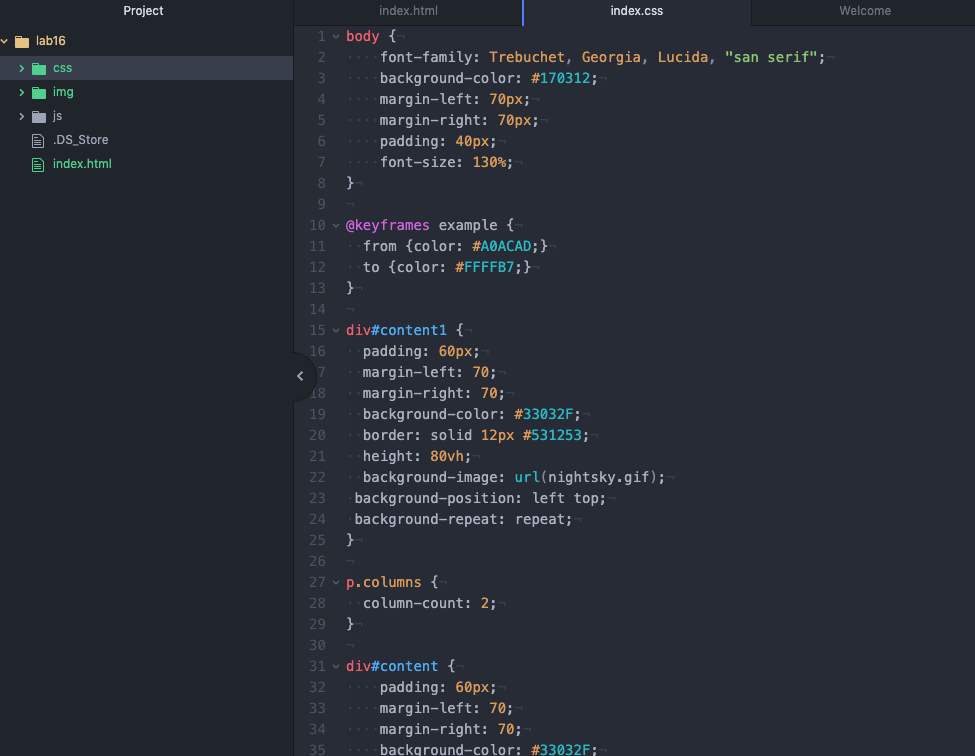 Project
index.html
index.css
Welcome
lab16
css
img
js
.DS_Store
index.html
1 body {
2 font-family: Trebuchet, Georgia, Lucida, "san serif";
3 background-color: #170312;
4 margin-left: 70px;
5 margin-right: 70px;
6 padding: 40px;
7 font-size: 130%;
8 }
9
10 @keyframes example {
11 from {color: #A0ACAD;}
12 to {color: #FFFFB7;}
13 }
14
15 div#content1 {
16 padding: 60px;
7 margin-left: 70;
18 margin-right: 70;
19 background-color: #33032F;
20 border: solid 12px #531253;
21 height: 80vh;
22 background-image: url(nightsky.gif);
23 background-position: left top;
24 background-repeat: repeat;
25 }
26
27 p.columns {
28 column-count: 2;
29 }
30
31 div#content {
32 padding: 60px;
33 margin-left: 70;
34 margin-right: 70;
35 background-color: #33032F;